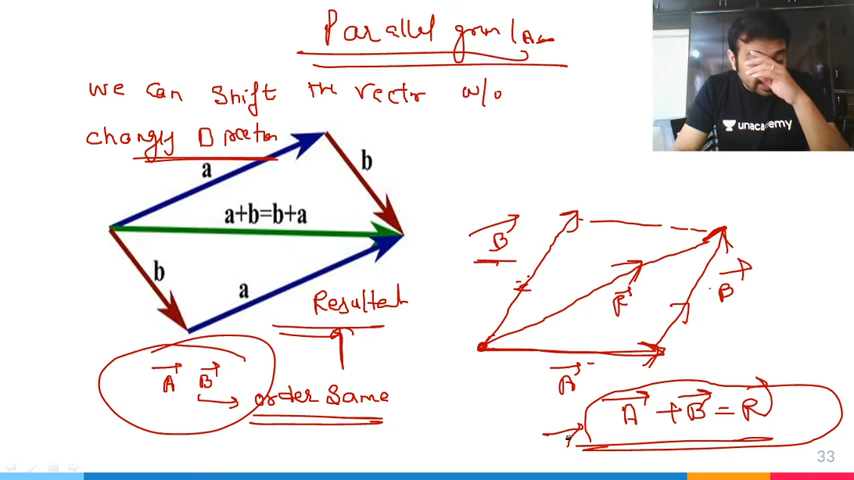 Parallel gram law
we can shift the vector w/o
changing Direction
a
b
a+b=b+a
b
a
Resultant
A B
order same
B
R
B
A
A + B = R
unacademy
33